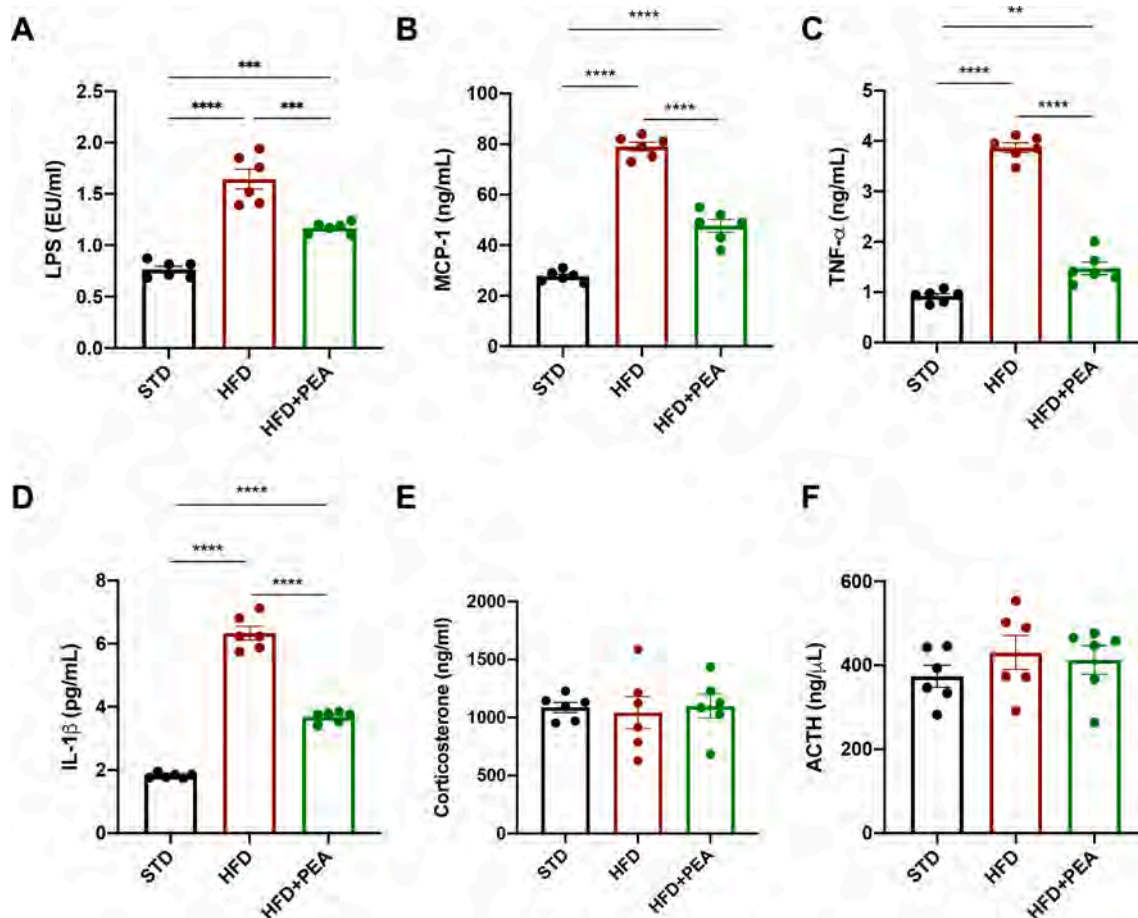 A
***
**** ***
LPS (EU/ml)
2.5
2.0
1.5
1.0
0.5
0.0
STD
HFD
HFD+PEA
B
****
****
****
MCP-1 (ng/mL)
100
80
60
40
20
0
STD
HFD
HFD+PEA
C
**
****
****
TNF-α (ng/mL)
5
4
3
2
1
0
STD
HFD
HFD+PEA
D
****
****
****
IL-1β (pg/mL)
8
6
4
2
0
STD
HFD
HFD+PEA
E
Corticosterone (ng/ml)
2000
1500
1000
500
0
STD
HFD
HFD+PEA
F
ACTH (ng/μL)
600
400
200
0
STD
HFD
HFD+PEA